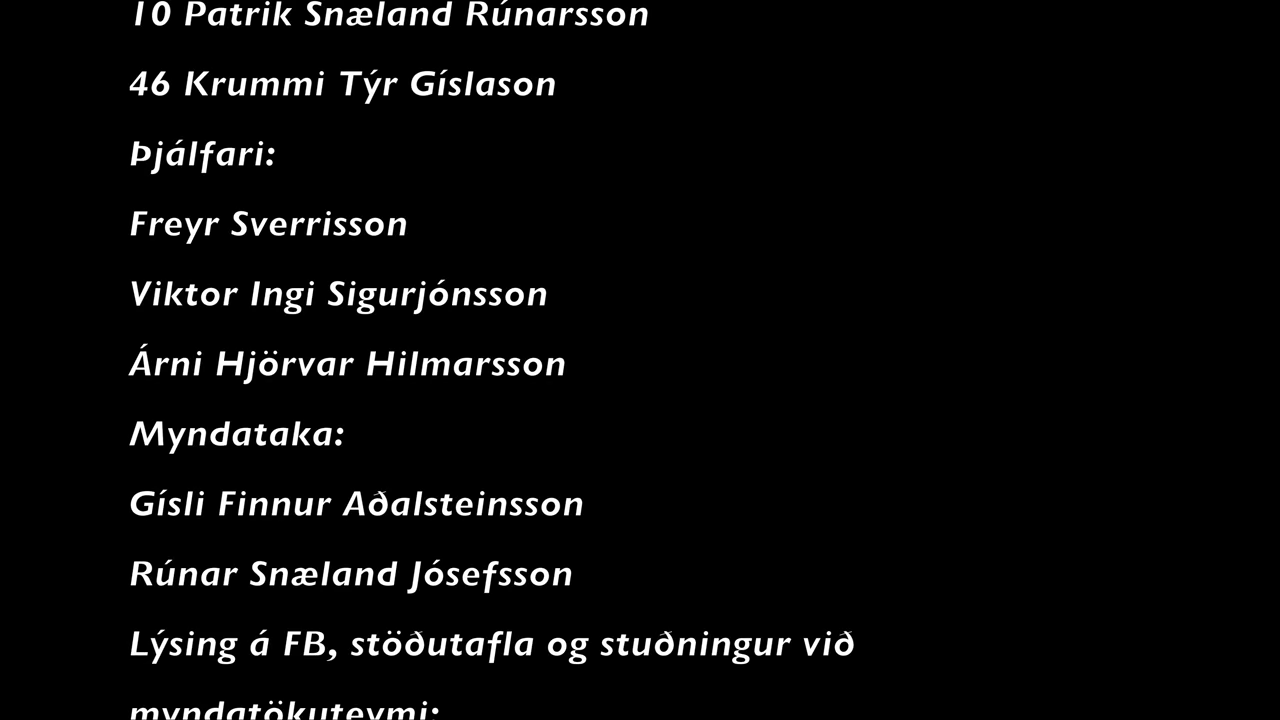 10 Patrik Snæland Rúnarsson
46 Krummi Týr Gíslason
Þjálfari:
Freyr Sverrisson
Viktor Ingi Sigurjónsson
Árni Hjörvar Hilmarsson
Myndataka:
Gísli Finnur Aðalsteinsson
Rúnar Snæland Jósefsson
Lýsing á FB, stöðutafla og stuðningur við
myndatökuteymi: